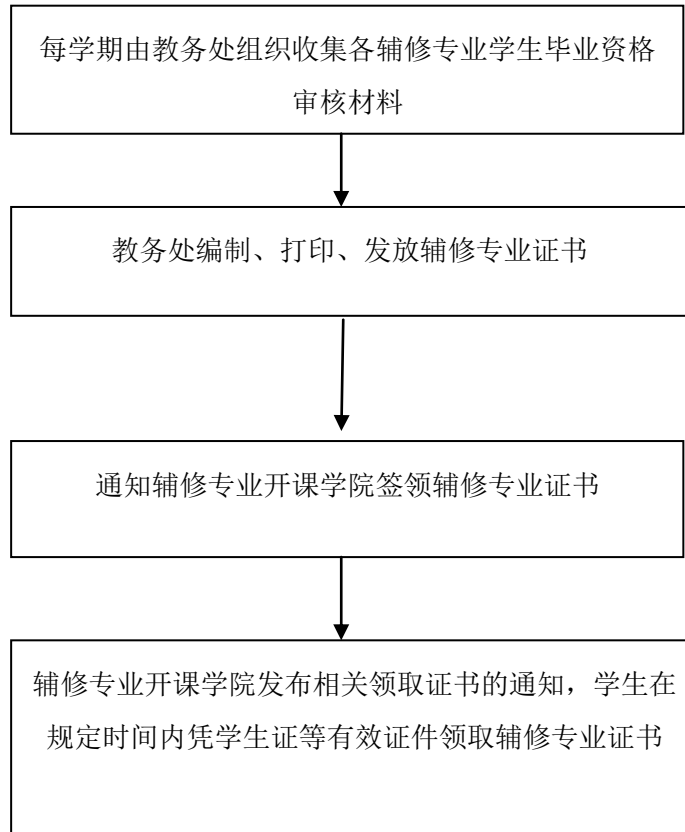 每学期由教务处组织收集各辅修专业学生毕业资格
审核材料
教务处编制、打印、发放辅修专业证书
通知辅修专业开课学院签领辅修专业证书
辅修专业开课学院发布相关领取证书的通知，学生在
规定时间内凭学生证等有效证件领取辅修专业证书